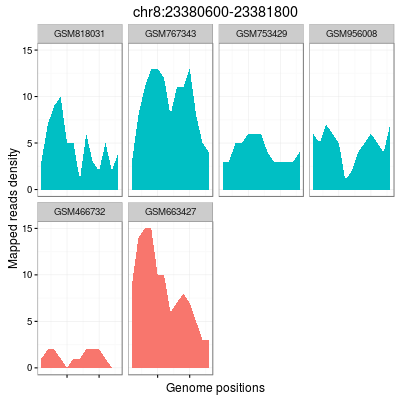 chr8:23380600-23381800
GSM818031 GSM767343 GSM753429 GSM956008
15
10
5
0
GSM466732 GSM663427
15
10
5
0
Mapped reads density
Genome positions